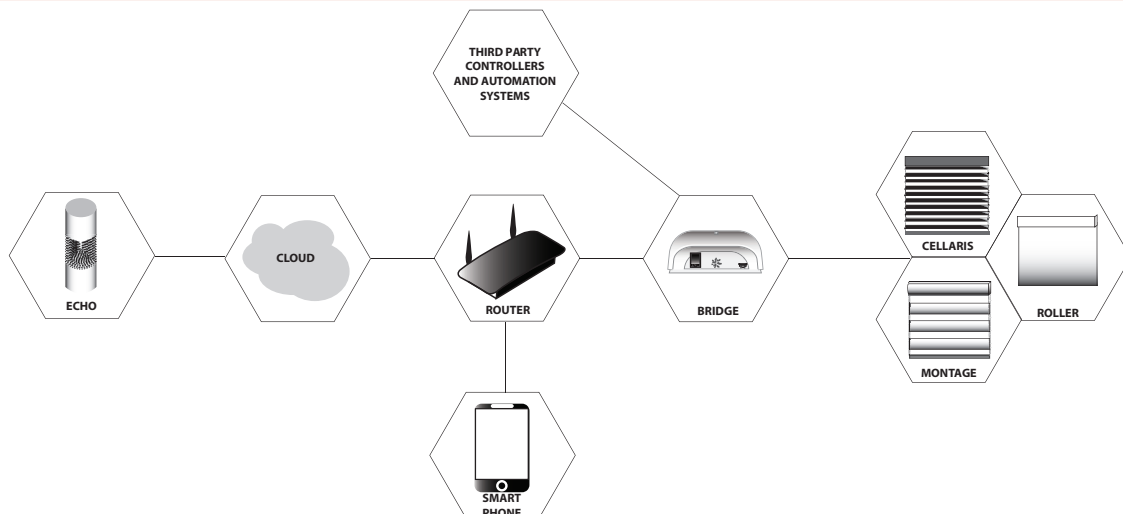 THIRD PARTY
CONTROLLERS
AND AUTOMATION
SYSTEMS
ECHO
CLOUD
ROUTER
BRIDGE
CELLARIS
ROLLER
MONTAGE
SMART
PHONE